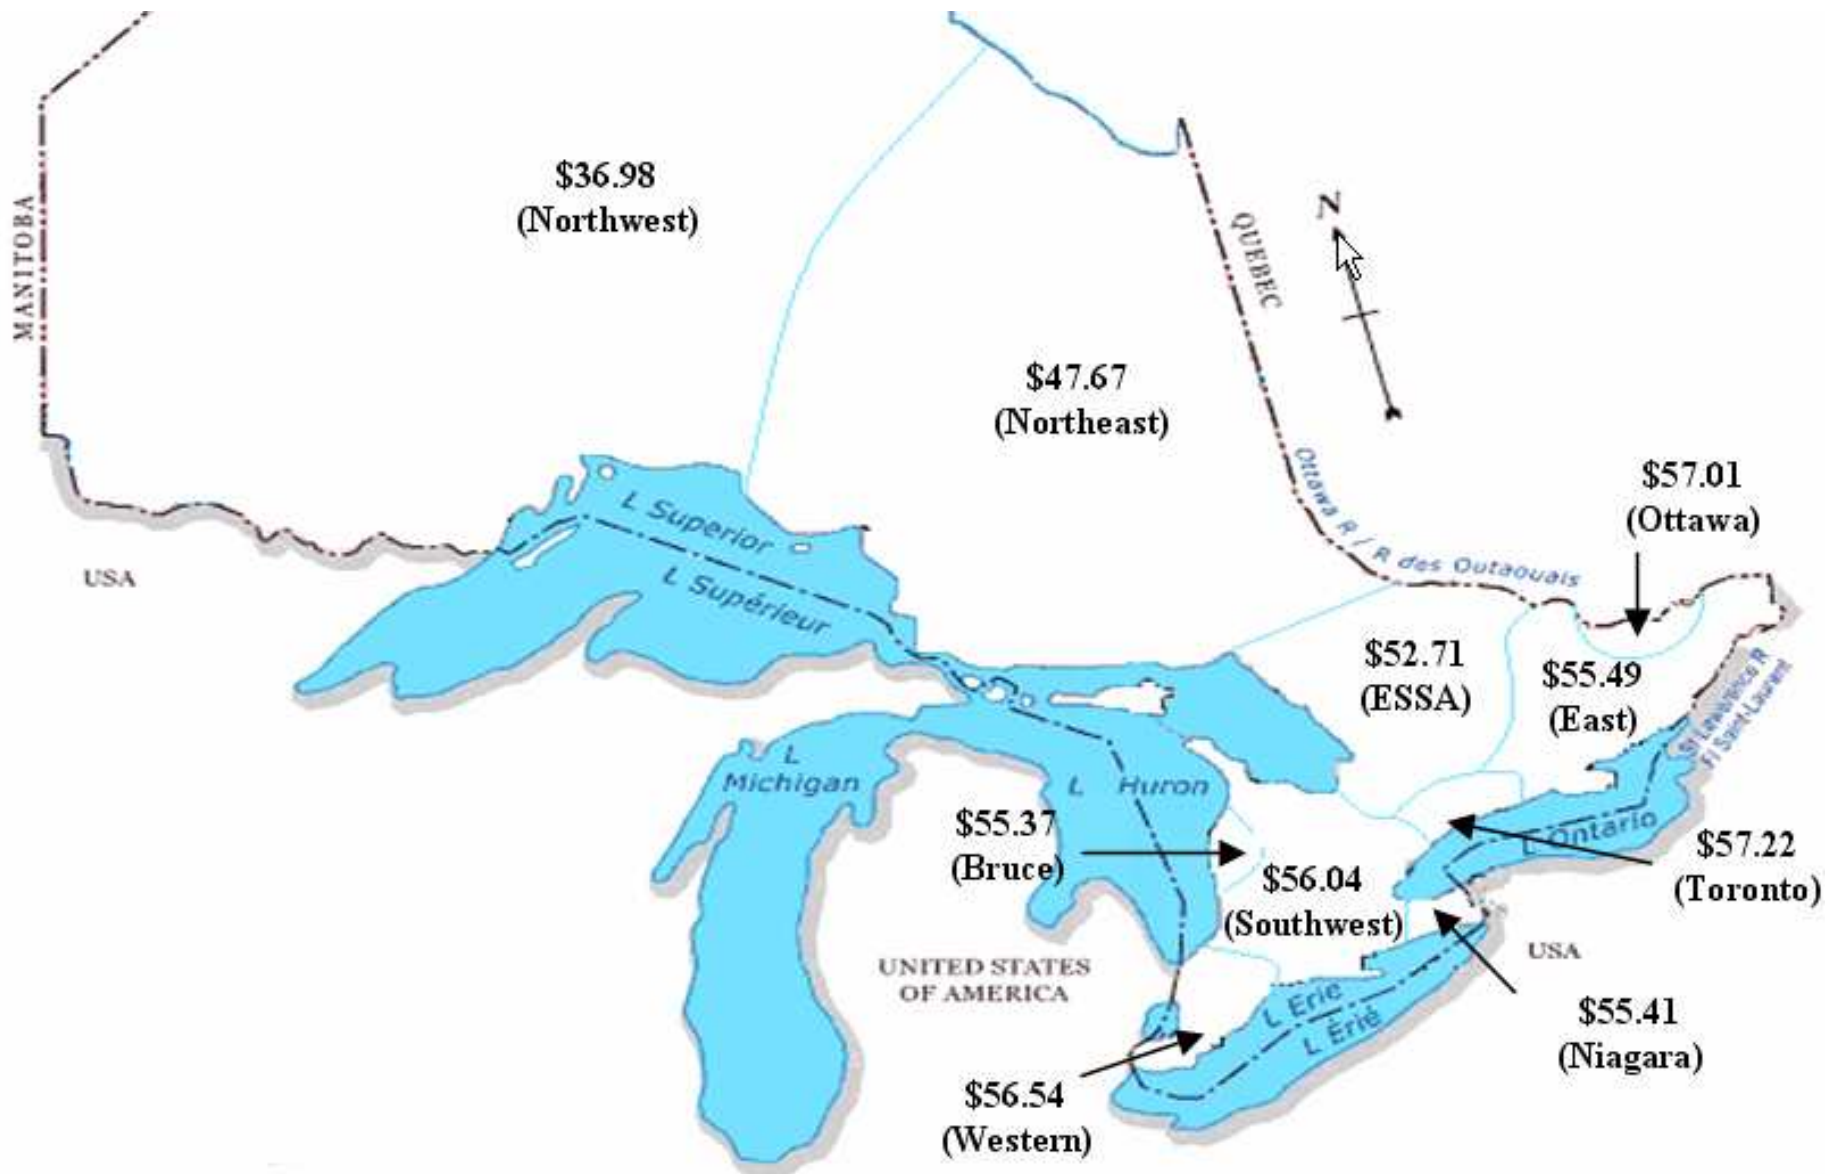 $36.98
(Northwest)
MANITOBA
N
QUEBEC
$47.67
(Northeast)
Ottawa R / R des Outaouais
$57.01
(Ottawa)
L Superior
L Supérieur
USA
$52.71
(ESSA)
$55.49
(East)
St Lawrence R
Fl Saint-Laurent
L
Michigan
L Huron
$55.37
(Bruce)
L Ontario
$57.22
(Toronto)
$56.04
(Southwest)
UNITED STATES
OF AMERICA
USA
L Erie
L Érié
$55.41
(Niagara)
$56.54
(Western)